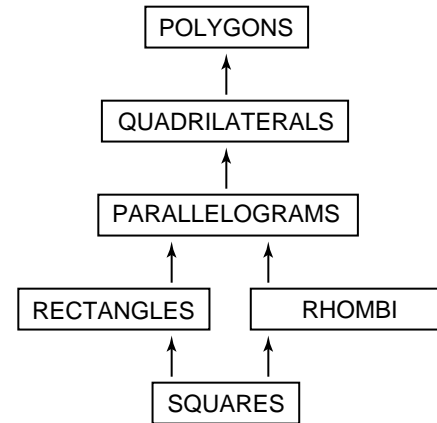 POLYGONS
QUADRILATERALS
PARALLELOGRAMS
RECTANGLES
RHOMBI
SQUARES